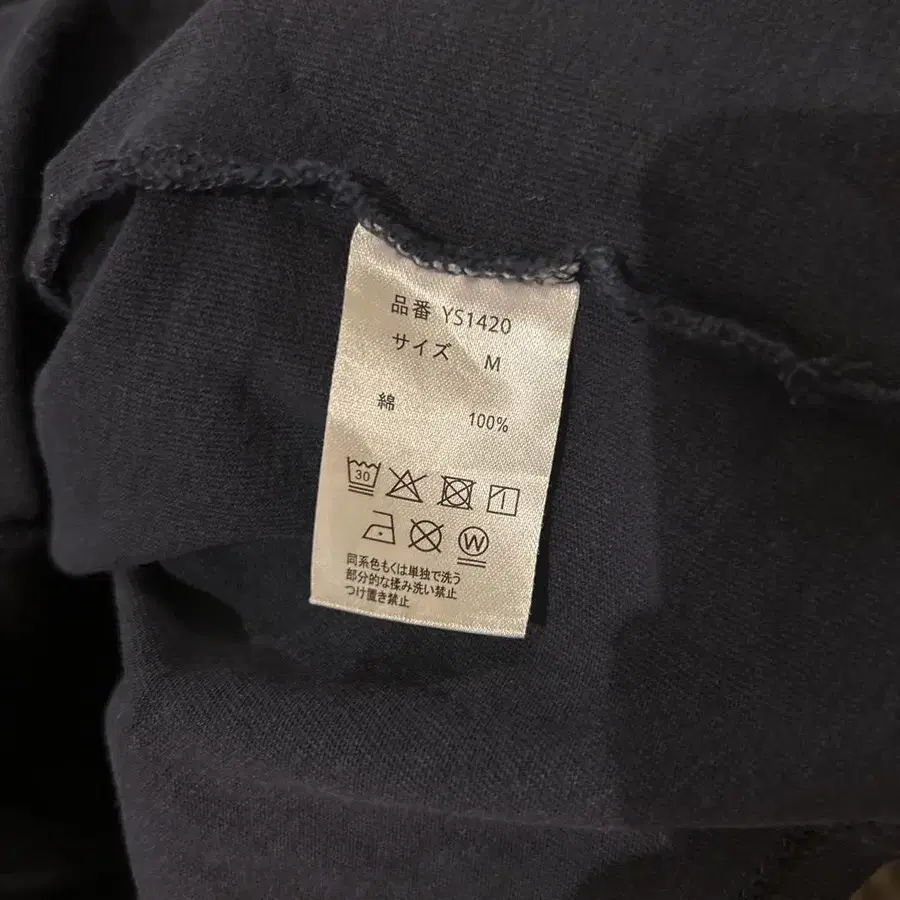 品番 YS1420
サイズ M
綿 100%
30
W
同系色もくは単独で洗う
部分的な揉み洗い禁止
つけ置き禁止